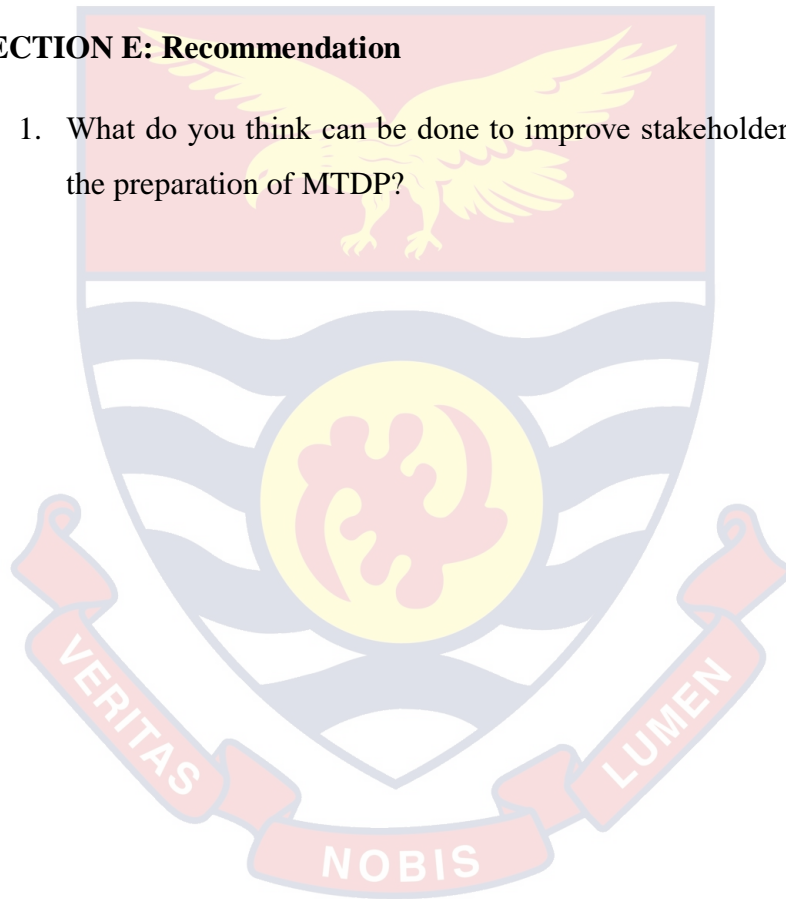 ECTION E: Recommendation
1. What do you think can be done to improve stakeholder
the preparation of MTDP?
VERITAS
NOBIS
LUMEN